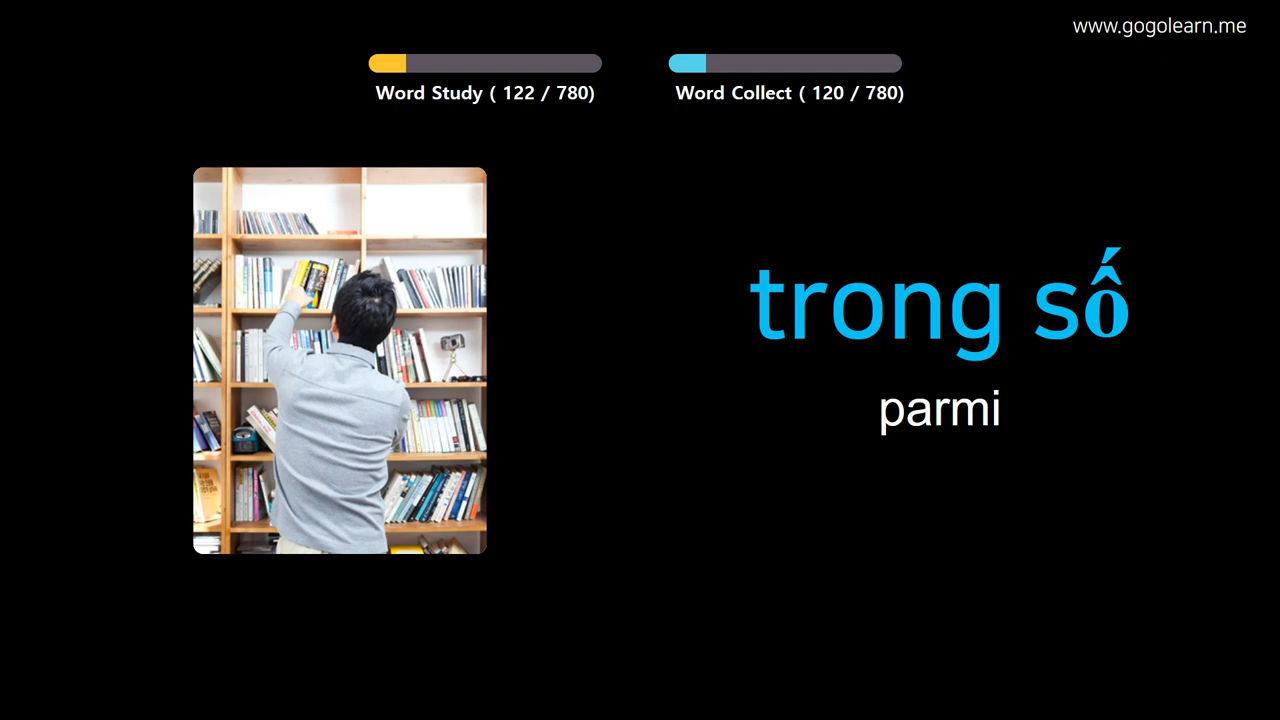 www.gogolearn.me
Word Study ( 122 / 780)
Word Collect ( 120 / 780)
trong số
parmi